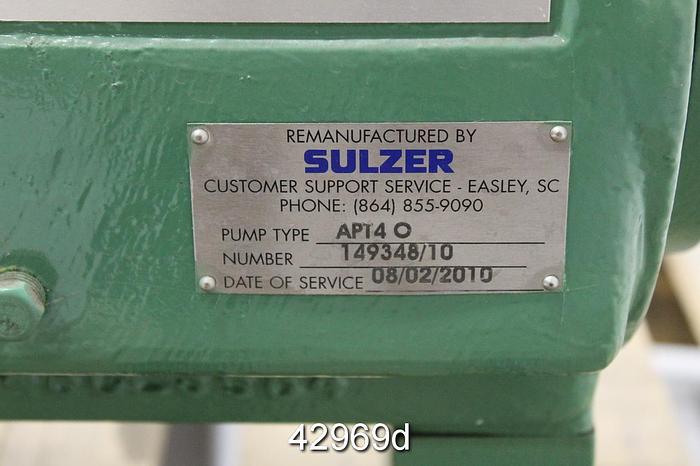 REMANUFACTURED BY
SULZER
CUSTOMER SUPPORT SERVICE - EASLEY, SC
PHONE: (864) 855-9090
PUMP TYPE APT4 O
NUMBER 149348/10
DATE OF SERVICE 08/02/2010
42969d